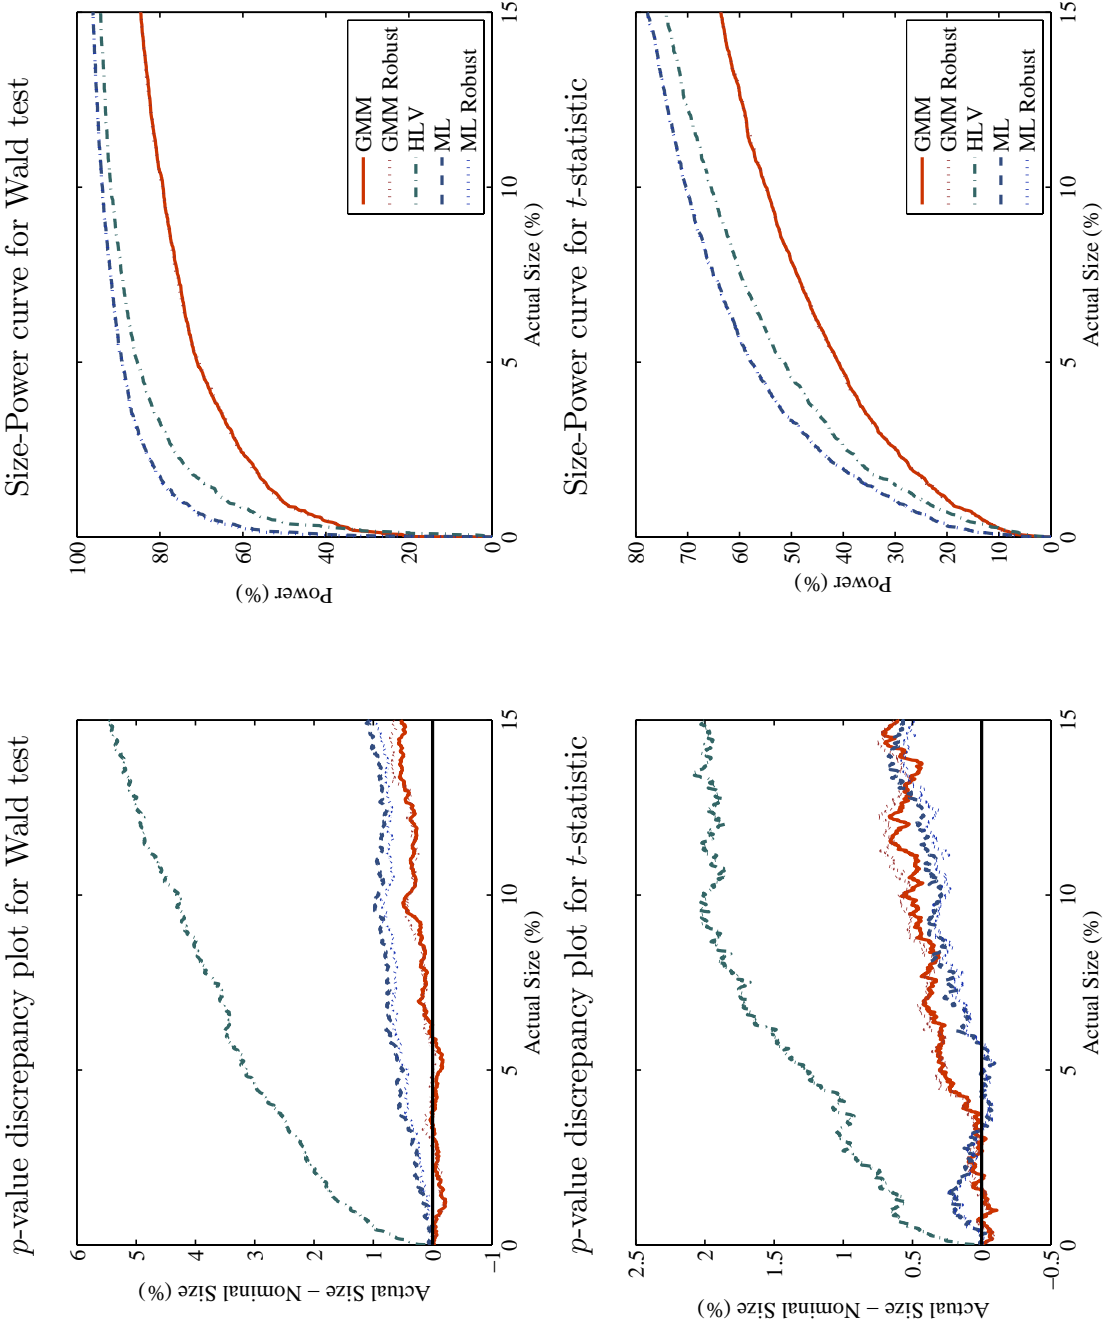 p-value discrepancy plot for Wald test
6
5
4
3
2
1
0
−1
Actual Size − Nominal Size (%)
0
5
10
15
Actual Size (%)
Size-Power curve for Wald test
100
80
60
40
20
0
Power (%)
0
5
10
15
Actual Size (%)
GMM
GMM Robust
HLV
ML
ML Robust
p-value discrepancy plot for t-statistic
2.5
2
1.5
1
0.5
0
−0.5
Actual Size − Nominal Size (%)
0
5
10
15
Actual Size (%)
Size-Power curve for t-statistic
80
70
60
50
40
30
20
10
0
Power (%)
0
5
10
15
Actual Size (%)
GMM
GMM Robust
HLV
ML
ML Robust